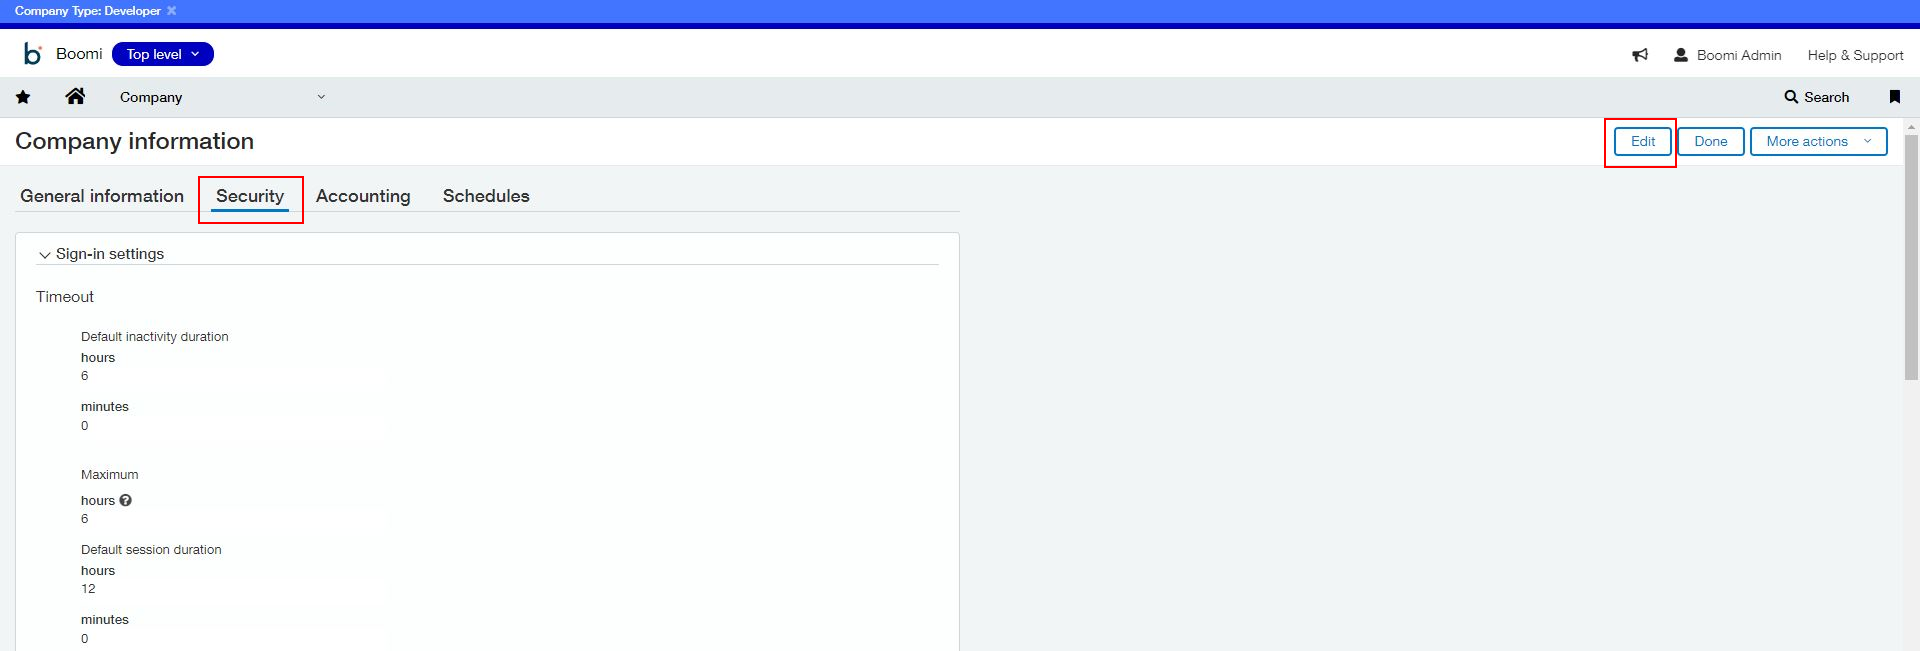 Company Type: Developer
b Boomi Top level Boomi Admin Help & Support
Company Search
Company information Edit Done More actions
General information Security Accounting Schedules
Sign-in settings
Timeout
Default inactivity duration
hours
6
minutes
0
Maximum
hours ?
6
Default session duration
hours
12
minutes
0